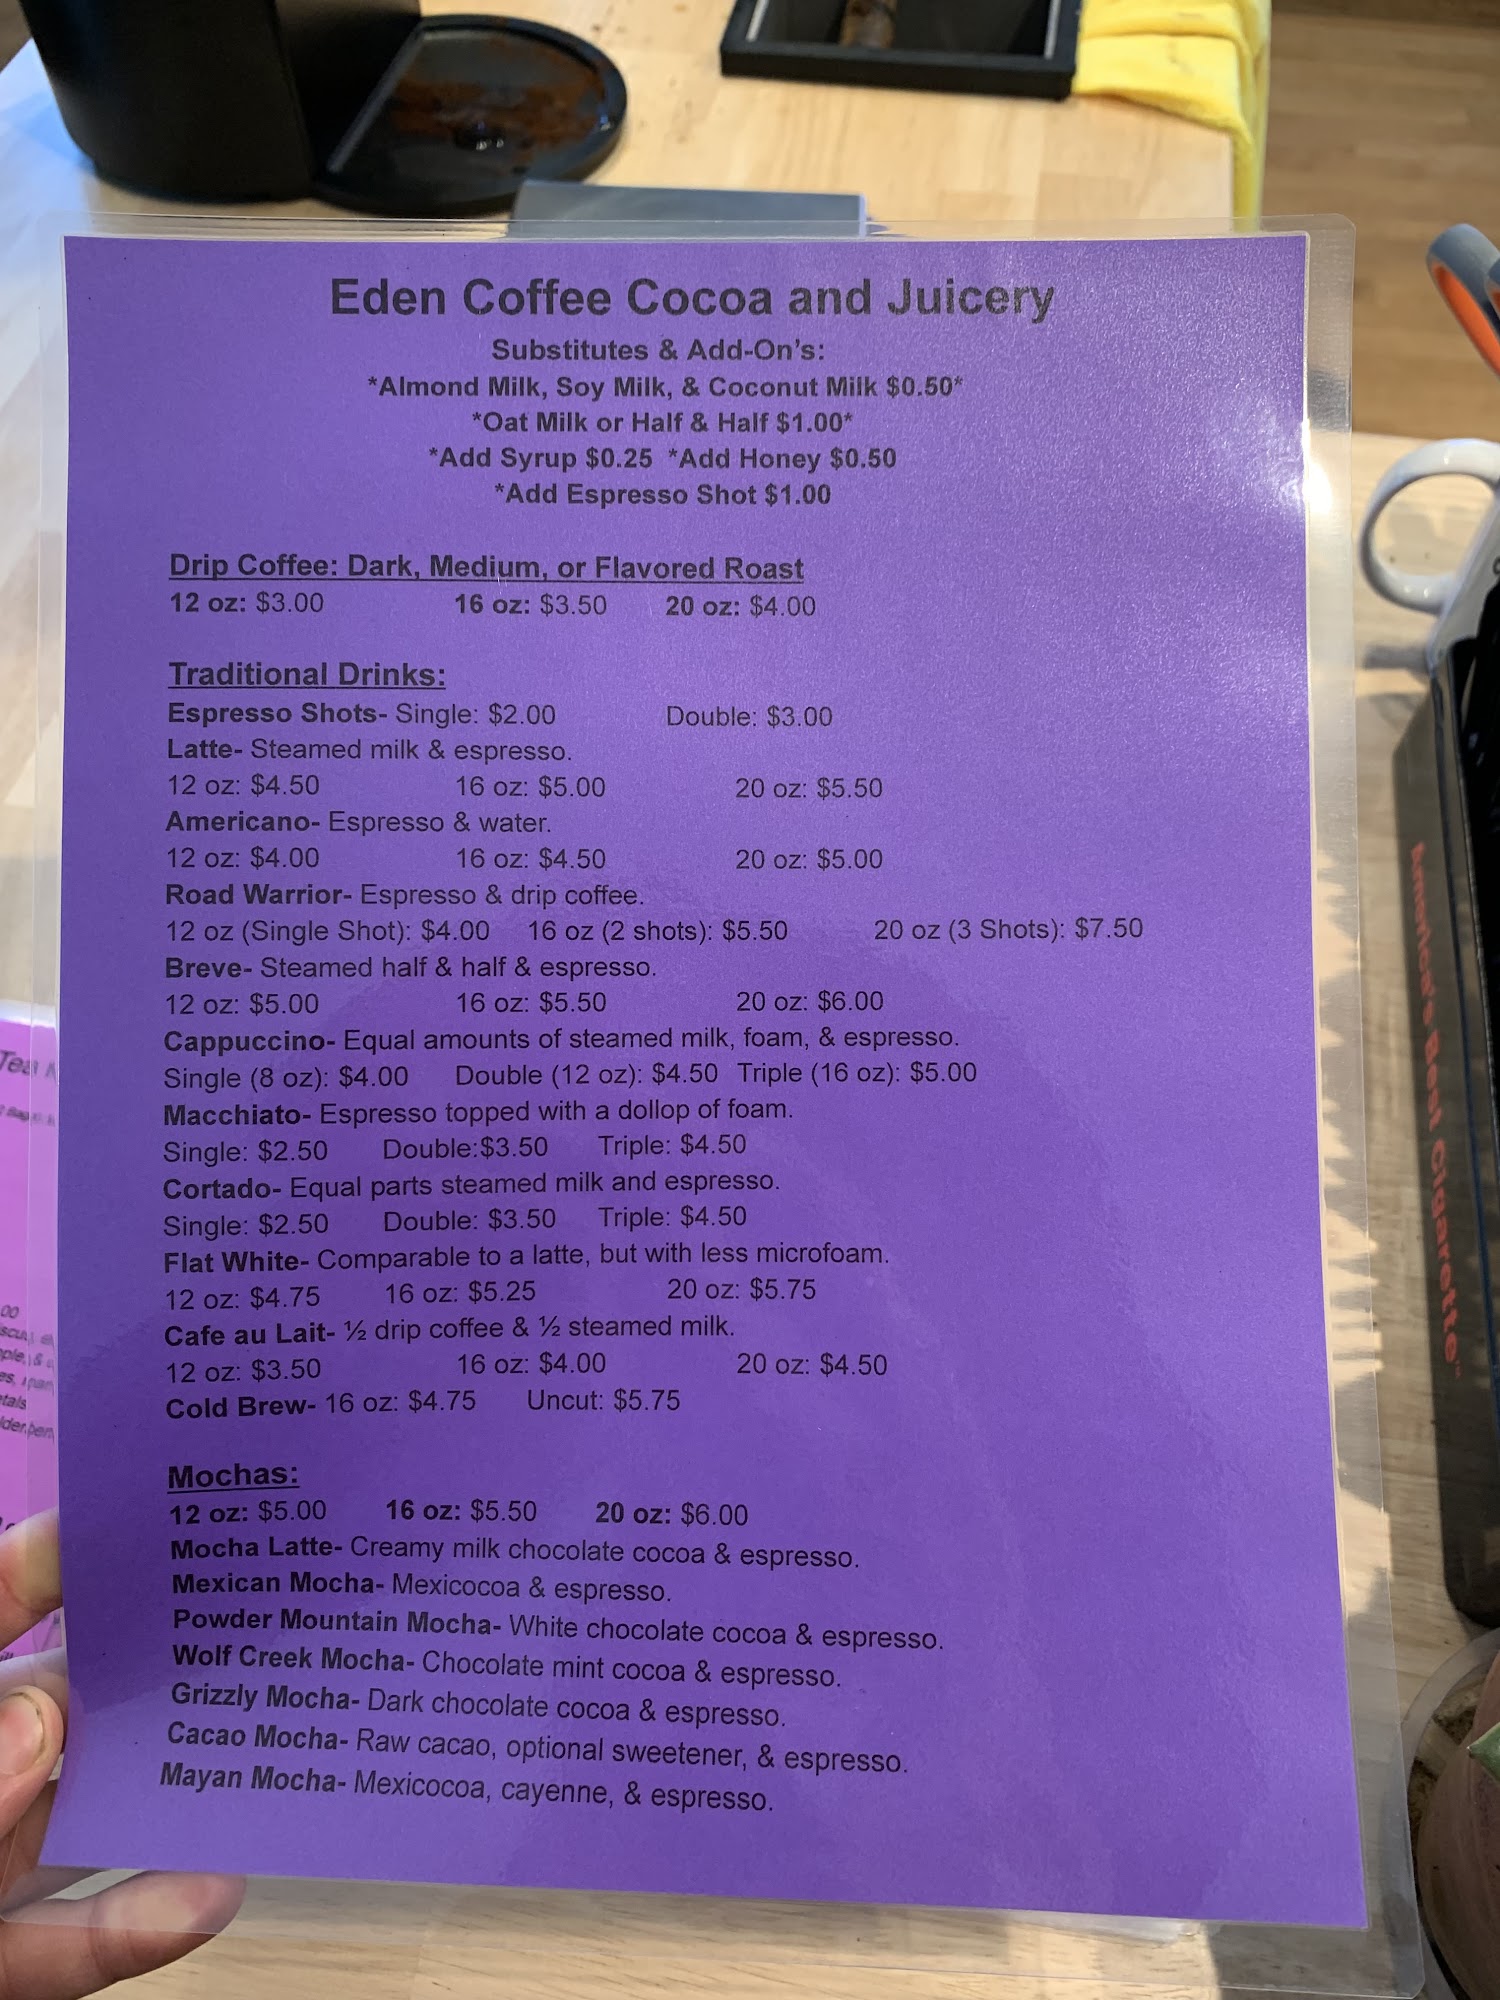 Eden Coffee Cocoa and Juicery
Substitutes & Add-On's:
*Almond Milk, Soy Milk, & Coconut Milk $0.50*
*Oat Milk or Half & Half $1.00*
*Add Syrup $0.25 *Add Honey $0.50
*Add Espresso Shot $1.00
Drip Coffee: Dark, Medium, or Flavored Roast
12 oz: $3.00 16 oz: $3.50 20 oz: $4.00
Traditional Drinks:
Espresso Shots- Single: $2.00 Double: $3.00
Latte- Steamed milk & espresso.
12 oz: $4.50 16 oz: $5.00 20 oz: $5.50
Americano- Espresso & water.
12 oz: $4.00 16 oz: $4.50 20 oz: $5.00
Road Warrior- Espresso & drip coffee.
12 oz (Single Shot): $4.00 16 oz (2 shots): $5.50 20 oz (3 Shots): $7.50
Breve- Steamed half & half & espresso.
12 oz: $5.00 16 oz: $5.50 20 oz: $6.00
Cappuccino- Equal amounts of steamed milk, foam, & espresso.
Single (8 oz): $4.00 Double (12 oz): $4.50 Triple (16 oz): $5.00
Macchiato- Espresso topped with a dollop of foam.
Single: $2.50 Double:$3.50 Triple: $4.50
Cortado- Equal parts steamed milk and espresso.
Single: $2.50 Double: $3.50 Triple: $4.50
Flat White- Comparable to a latte, but with less microfoam.
12 oz: $4.75 16 oz: $5.25 20 oz: $5.75
Cafe au Lait- ½ drip coffee & ½ steamed milk.
12 oz: $3.50 16 oz: $4.00 20 oz: $4.50
Cold Brew- 16 oz: $4.75 Uncut: $5.75
Mochas:
12 oz: $5.00 16 oz: $5.50 20 oz: $6.00
Mocha Latte- Creamy milk chocolate cocoa & espresso.
Mexican Mocha- Mexicocoa & espresso.
Powder Mountain Mocha- White chocolate cocoa & espresso.
Wolf Creek Mocha- Chocolate mint cocoa & espresso.
Grizzly Mocha- Dark chocolate cocoa & espresso.
Cacao Mocha- Raw cacao, optional sweetener, & espresso.
Mayan Mocha- Mexicocoa, cayenne, & espresso.
America's Best Cigarette™
Tea